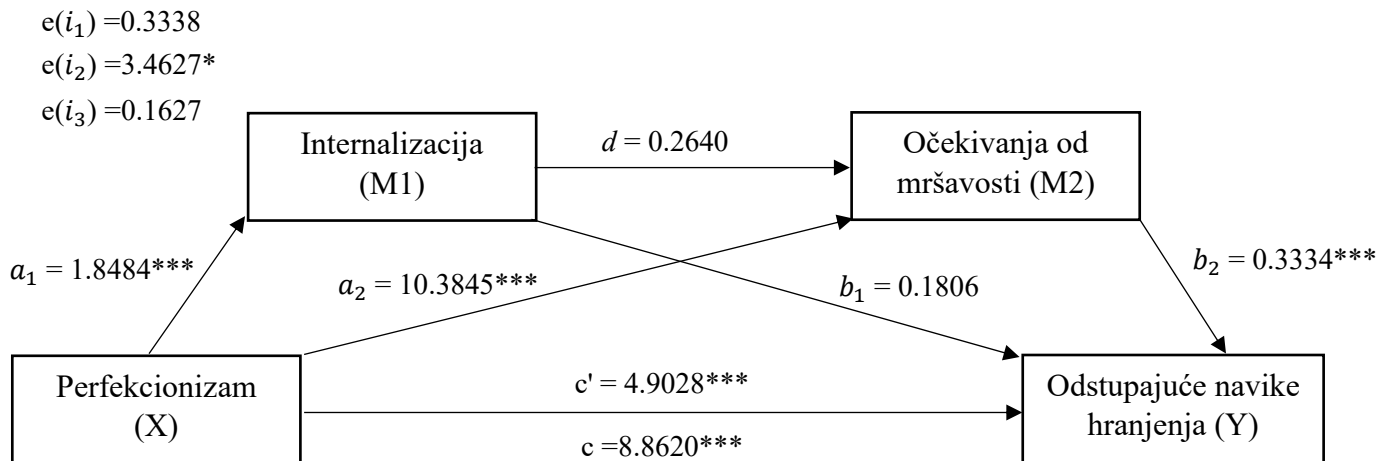 e(𝑖₁) =0.3338
e(𝑖₂) =3.4627*
e(𝑖₃) =0.1627
Internalizacija
(M1)
d = 0.2640
Očekivanja od
mršavosti (M2)
𝑎₁ = 1.8484***
𝑎₂ = 10.3845***
𝑏₁ = 0.1806
𝑏₂ = 0.3334***
Perfekcionizam
(X)
c' = 4.9028***
c =8.8620***
Odstupajuće navike
hranjenja (Y)